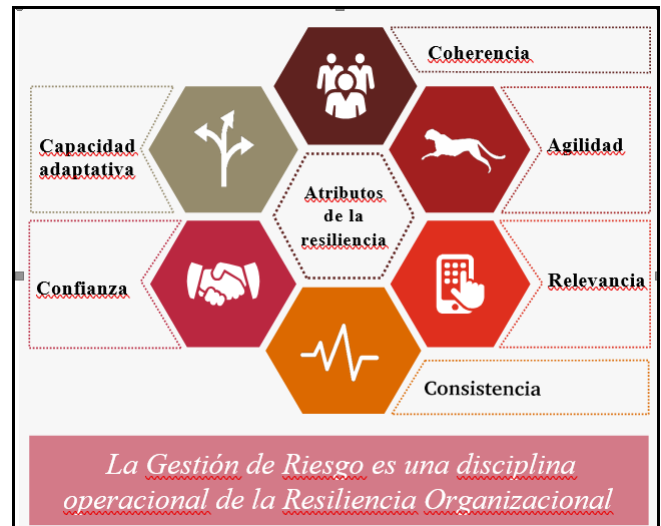 Coherencia
Capacidad
adaptativa
Agilidad
Atributos
de la
resiliencia
Confianza
Relevancia
Consistencia
La Gestión de Riesgo es una disciplina
operacional de la Resiliencia Organizacional